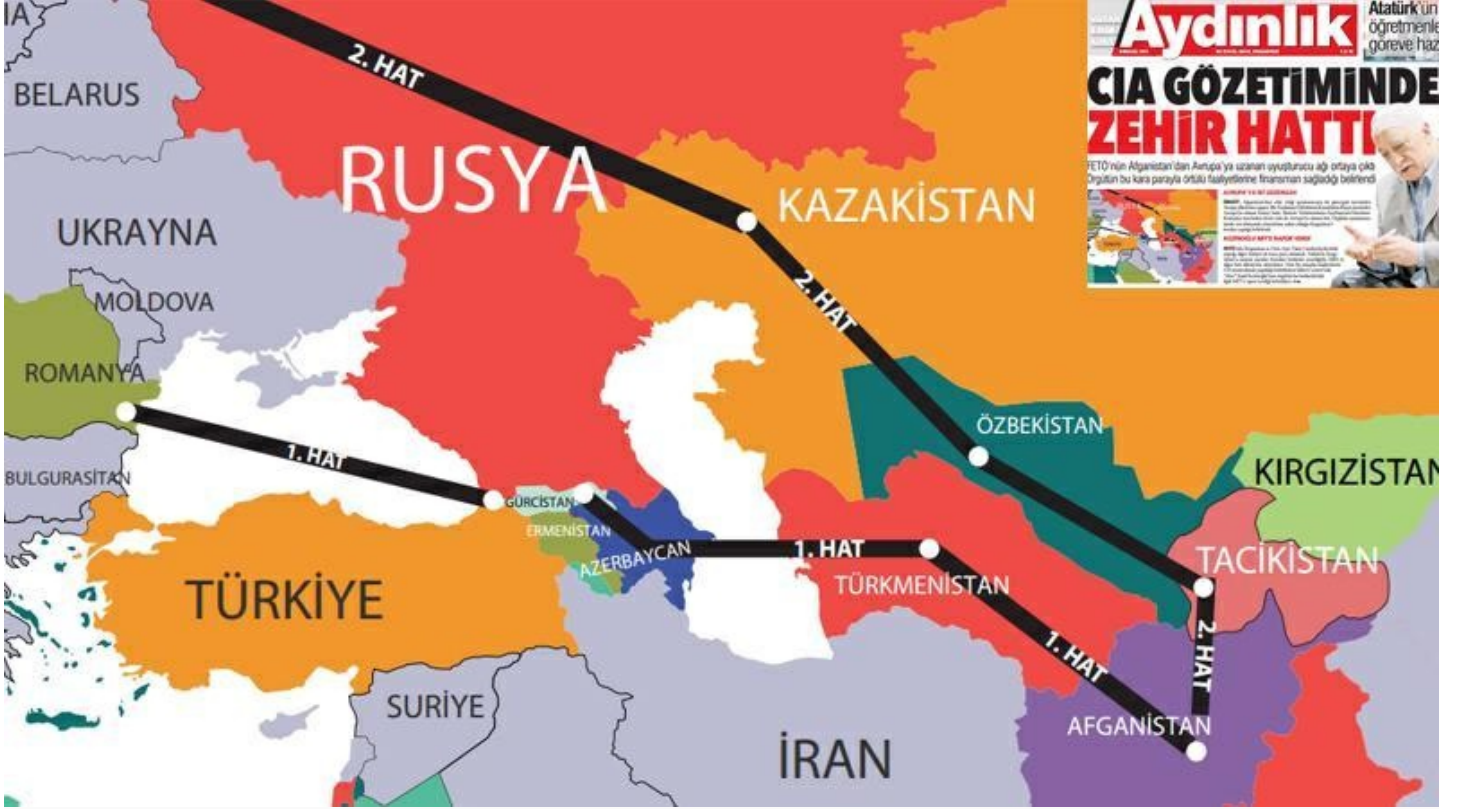 BELARUS
2. HAT
RUSYA
KAZAKİSTAN
UKRAYNA
MOLDOVA
ROMANYA
2. HAT
1. HAT
BULGURASİTAN
GÜRCİSTAN
ERMENİSTAN
AZERBAYCAN
ÖZBEKİSTAN
KIRGIZİSTAN
TACİKİSTAN
1. HAT
TÜRKMENİSTAN
TÜRKİYE
1. HAT
2. HAT
SURİYE
İRAN
AFGANİSTAN
Aydınlık
Atatürk'ün
öğretmenle
göreve haz
CIA GÖZETİMİNDE
ZEHİR HATTI
FETÖ'nün Afganistan'dan Avrupa'ya uzanan uyuşturucu ağı ortaya çıktı
Örgütün bu kara parayla örtülü faaliyetlerine finansman sağladığı belirlendi